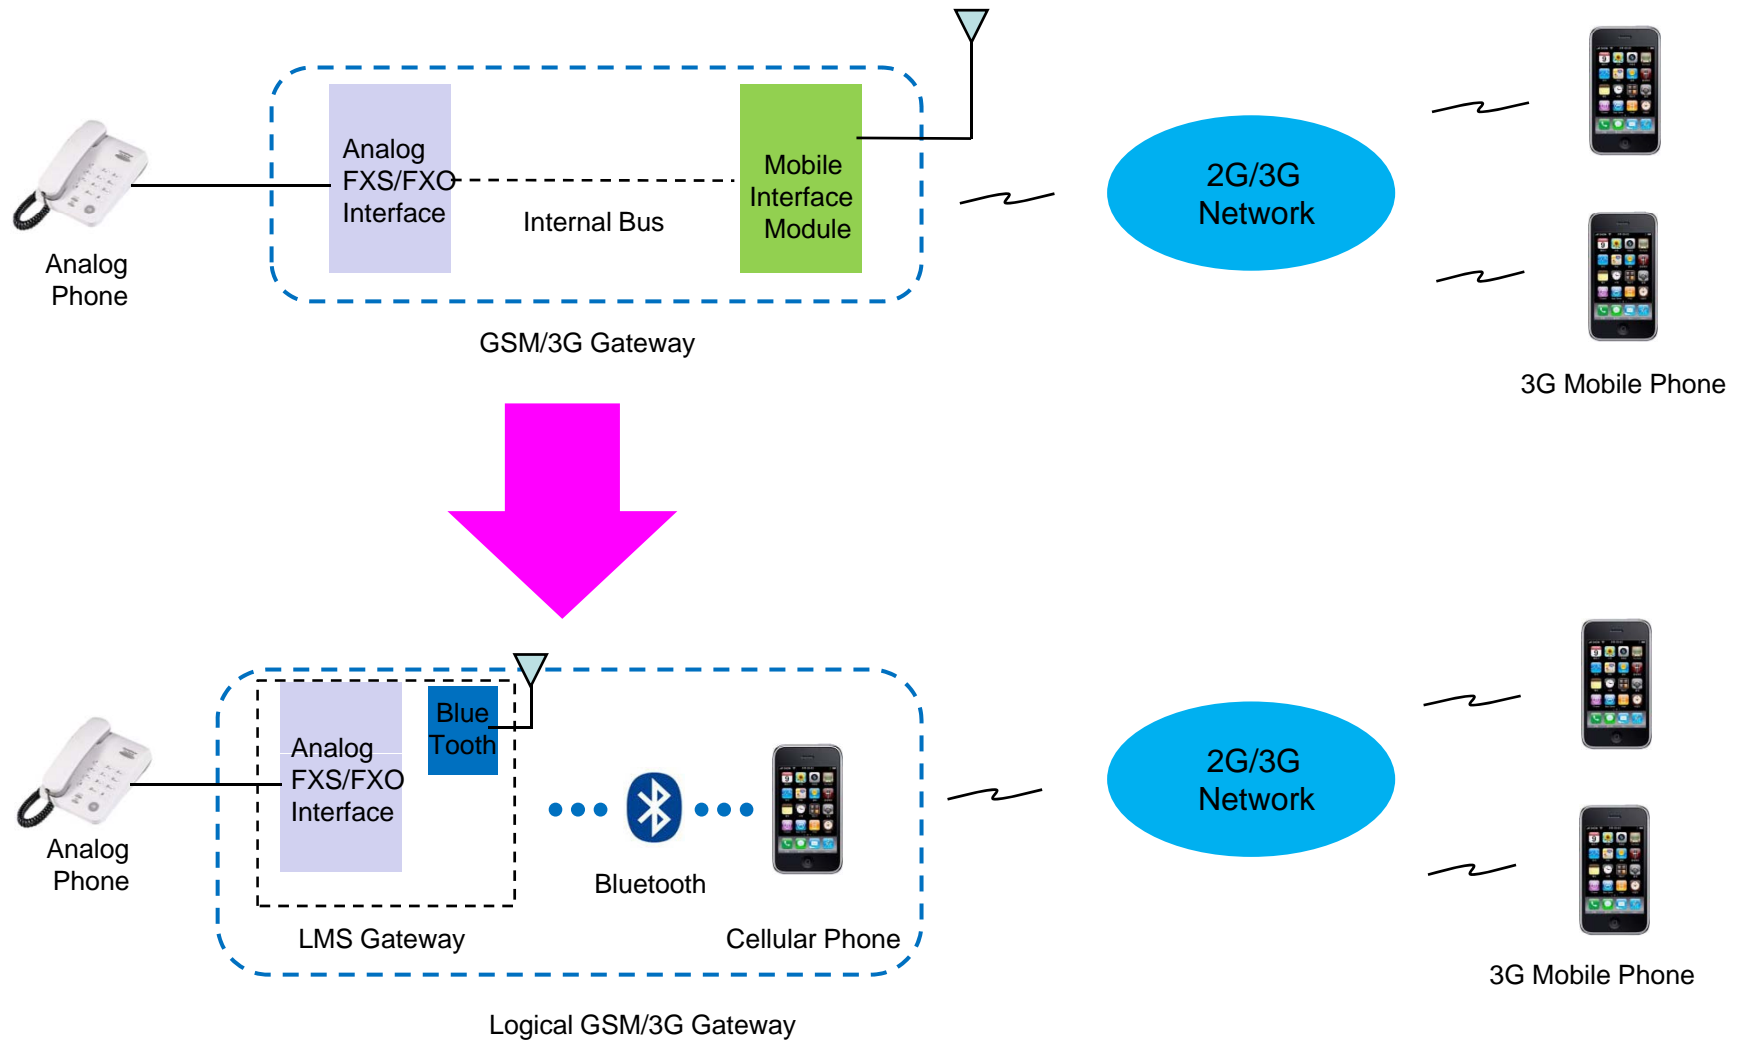 Analog
FXS/FXO
Interface
Mobile
Interface
Module
Internal Bus
2G/3G
Network
Analog
Phone
GSM/3G Gateway
3G Mobile Phone
Blue
Tooth
Analog
FXS/FXO
Interface
2G/3G
Network
Analog
Phone
Bluetooth
LMS Gateway
Cellular Phone
3G Mobile Phone
Logical GSM/3G Gateway